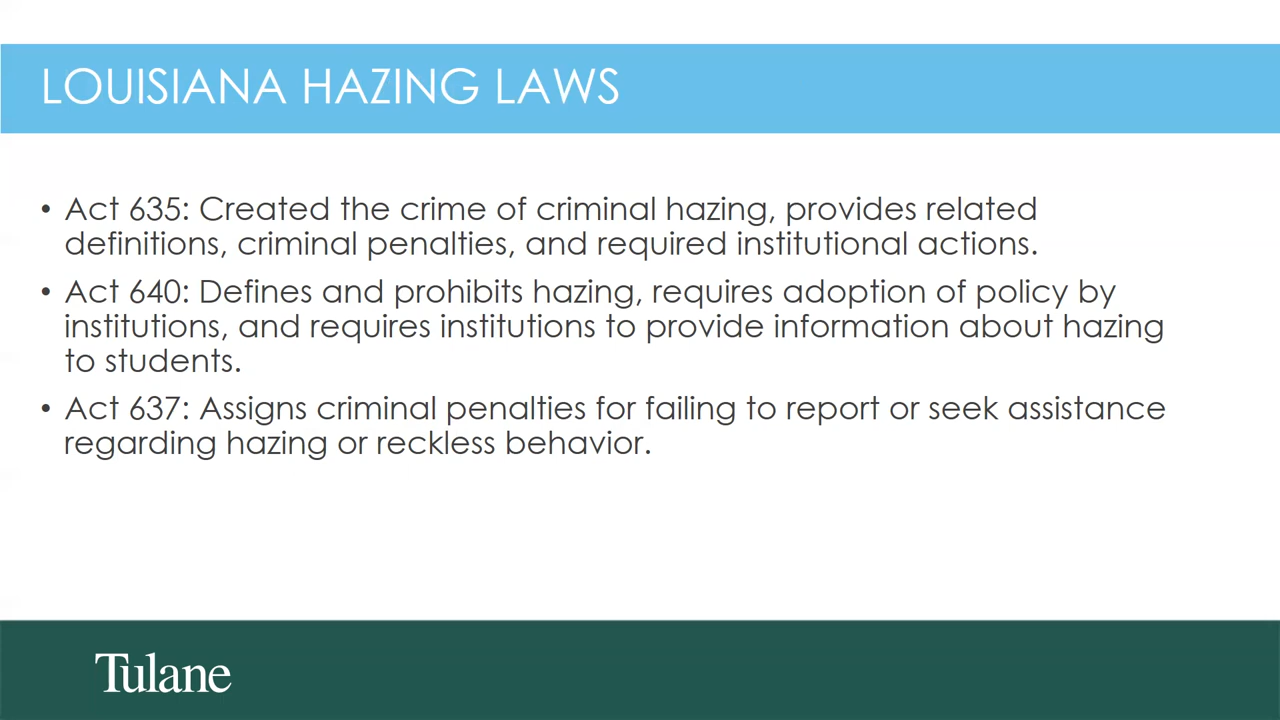 LOUISIANA HAZING LAWS
• Act 635: Created the crime of criminal hazing, provides related
definitions, criminal penalties, and required institutional actions.
• Act 640: Defines and prohibits hazing, requires adoption of policy by
institutions, and requires institutions to provide information about hazing
to students.
• Act 637: Assigns criminal penalties for failing to report or seek assistance
regarding hazing or reckless behavior.
Tulane